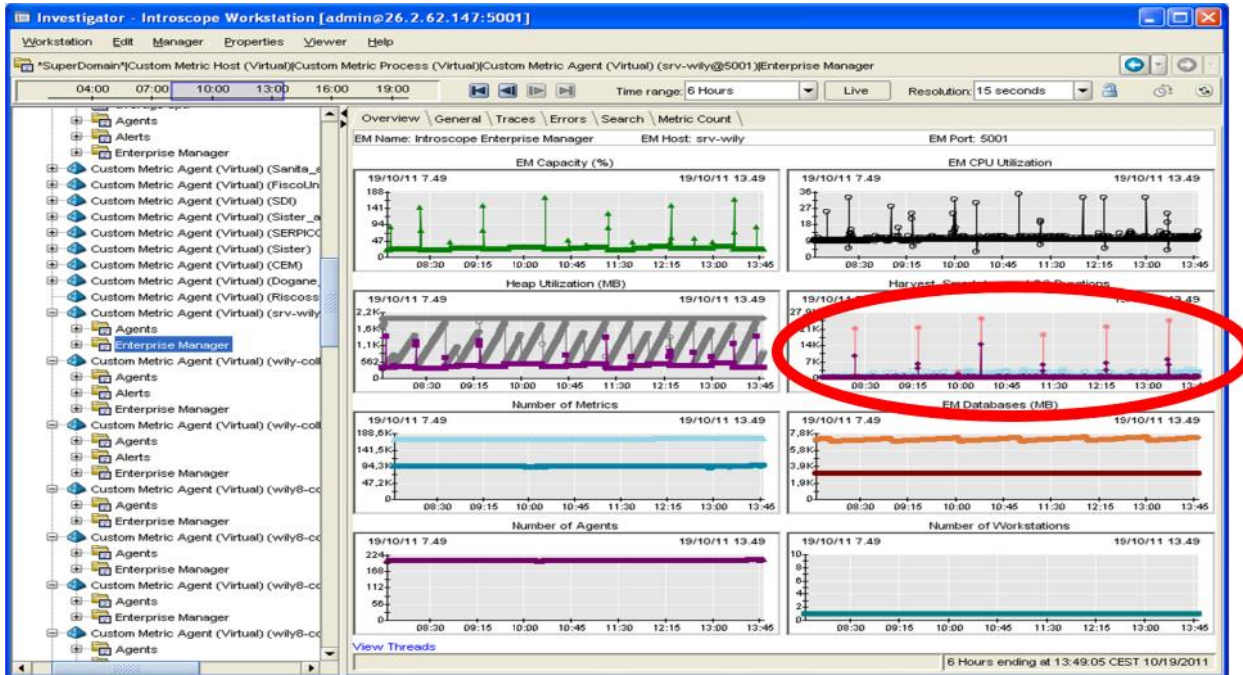 Investigator - Introscope Workstation [admin@26.2.62.147:5001]
Workstation Edit Manager Properties Viewer Help
*SuperDomain*|Custom Metric Host (Virtual)|Custom Metric Process (Virtual)|Custom Metric Agent (Virtual) (srv-wily@5001)|Enterprise Manager
04:00 07:00 10:00 13:00 16:00 19:00 Time range: 6 Hours Live Resolution: 15 seconds
Agents
Alerts
Enterprise Manager
Custom Metric Agent (Virtual) (Sanita_
Custom Metric Agent (Virtual) (FiscoUn
Custom Metric Agent (Virtual) (SDI)
Custom Metric Agent (Virtual) (Sister_a
Custom Metric Agent (Virtual) (SERPICO
Custom Metric Agent (Virtual) (Sister)
Custom Metric Agent (Virtual) (CEM)
Custom Metric Agent (Virtual) (Dogane_
Custom Metric Agent (Virtual) (Riscoss
Custom Metric Agent (Virtual) (srv-wily
Agents
Enterprise Manager
Custom Metric Agent (Virtual) (wily-coll
Agents
Alerts
Enterprise Manager
Custom Metric Agent (Virtual) (wily-coll
Agents
Alerts
Enterprise Manager
Custom Metric Agent (Virtual) (wily8-cc
Agents
Enterprise Manager
Custom Metric Agent (Virtual) (wily8-cc
Agents
Enterprise Manager
Custom Metric Agent (Virtual) (wily8-cc
Agents
Enterprise Manager
Custom Metric Agent (Virtual) (wily8-cc
Agents
Overview General Traces Errors Search Metric Count
EM Name: Introscope Enterprise Manager EM Host: srv-wily EM Port: 5001
EM Capacity (%)
19/10/11 7.49 19/10/11 13.49
188
141
94
47
0
08:30 09:15 10:00 10:45 11:30 12:15 13:00 13:45
EM CPU Utilization
19/10/11 7.49 19/10/11 13.49
36
27
18
9
0
08:30 09:15 10:00 10:45 11:30 12:15 13:00 13:45
Heap Utilization (MB)
19/10/11 7.49 19/10/11 13.49
2,2K
1,6K
1,1K
562
0
08:30 09:15 10:00 10:45 11:30 12:15 13:00 13:45
Harvest,
19/10/11 13.49
21K
14K
7K
0
08:30 09:15 10:00 10:45 11:30 12:15 13:00 13:45
Number of Metrics
19/10/11 7.49 19/10/11 13.49
188,6K
141,5K
94,3K
47,2K
0
08:30 09:15 10:00 10:45 11:30 12:15 13:00 13:45
EM Databases (MB)
19/10/11 7.49 19/10/11 13.49
7,8K
5,8K
3,9K
1,9K
0
08:30 09:15 10:00 10:45 11:30 12:15 13:00 13:45
Number of Agents
19/10/11 7.49 19/10/11 13.49
224
168
112
56
0
08:30 09:15 10:00 10:45 11:30 12:15 13:00 13:45
Number of Workstations
19/10/11 7.49 19/10/11 13.49
10
8
6
4
2
0
08:30 09:15 10:00 10:45 11:30 12:15 13:00 13:45
View Threads
6 Hours ending at 13:49:05 CEST 10/19/2011